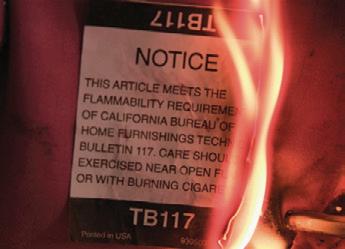 TB117
NOTICE
THIS ARTICLE MEETS THE
FLAMMABILITY REQUIREME
OF CALIFORNIA BUREAU OF
HOME FURNISHINGS TECHN
BULLETIN 117. CARE SHOU
EXERCISED NEAR OPEN F
OR WITH BURNING CIGARE
TB117
Printed in USA